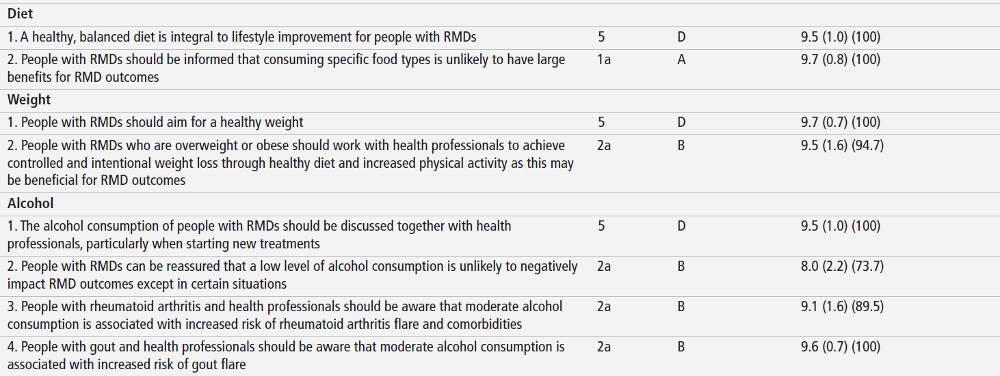 Diet
1. A healthy, balanced diet is integral to lifestyle improvement for people with RMDs 5 D 9.5 (1.0) (100)
2. People with RMDs should be informed that consuming specific food types is unlikely to have large 1a A 9.7 (0.8) (100)
benefits for RMD outcomes
Weight
1. People with RMDs should aim for a healthy weight 5 D 9.7 (0.7) (100)
2. People with RMDs who are overweight or obese should work with health professionals to achieve 2a B 9.5 (1.6) (94.7)
controlled and intentional weight loss through healthy diet and increased physical activity as this may
be beneficial for RMD outcomes
Alcohol
1. The alcohol consumption of people with RMDs should be discussed together with health 5 D 9.5 (1.0) (100)
professionals, particularly when starting new treatments
2. People with RMDs can be reassured that a low level of alcohol consumption is unlikely to negatively 2a B 8.0 (2.2) (73.7)
impact RMD outcomes except in certain situations
3. People with rheumatoid arthritis and health professionals should be aware that moderate alcohol 2a B 9.1 (1.6) (89.5)
consumption is associated with increased risk of rheumatoid arthritis flare and comorbidities
4. People with gout and health professionals should be aware that moderate alcohol consumption is 2a B 9.6 (0.7) (100)
associated with increased risk of gout flare